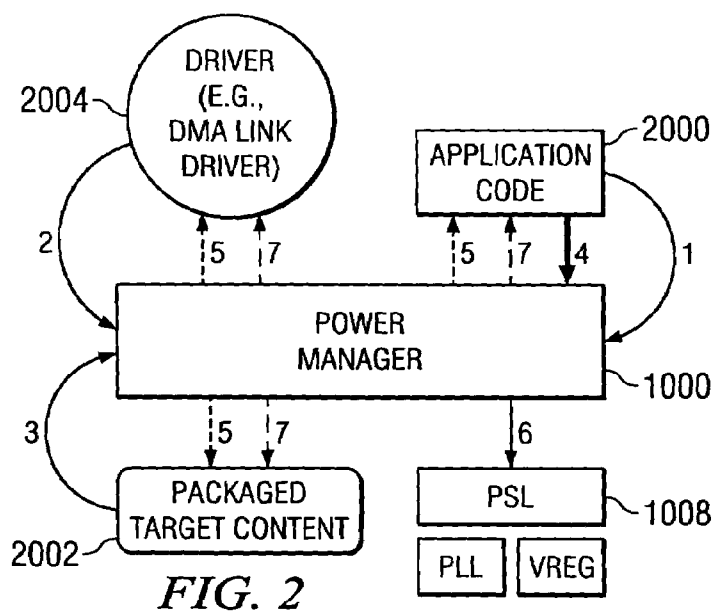 DRIVER
(E.G.,
DMA LINK
DRIVER)
2004
2000
APPLICATION
CODE
2
5
7
5
7
4
1
POWER
MANAGER
1000
3
5
7
6
PACKAGED
TARGET CONTENT
2002
PSL
1008
PLL
VREG
FIG. 2